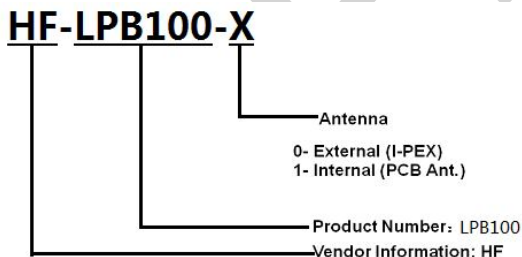 HF-LPB100-X
Antenna
0- External (I-PEX)
1- Internal (PCB Ant.)
Product Number: LPB100
Vendor Information: HF